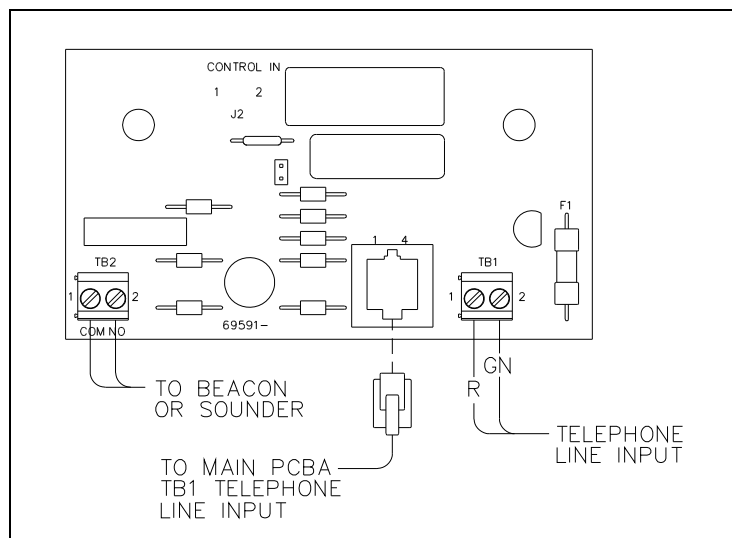 CONTROL IN
1 2
J2
F1
1 4
TB2
TB1
1 2
1 2
COM NO
69591-
GN
R
TO BEACON
OR SOUNDER
TELEPHONE
LINE INPUT
TO MAIN PCBA
TB1 TELEPHONE
LINE INPUT